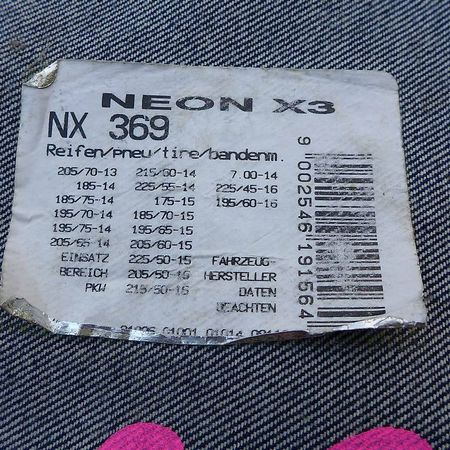 NEON X3
NX 369
Reifen/pneu/tire/bandenm.
205/70-13 215/60-14 7.00-14
185-14 225/55-14 225/45-16
185/75-14 175-15 195/60-16
195/70-14 185/70-15
195/75-14 195/65-15
205/65-14 205/60-15
EINSATZ 225/50-15 FAHRZEUG-
BEREICH 205/50-15 HERSTELLER
PKW 215/50-15 DATEN
BEACHTEN
01001 01014
9 002546 191564